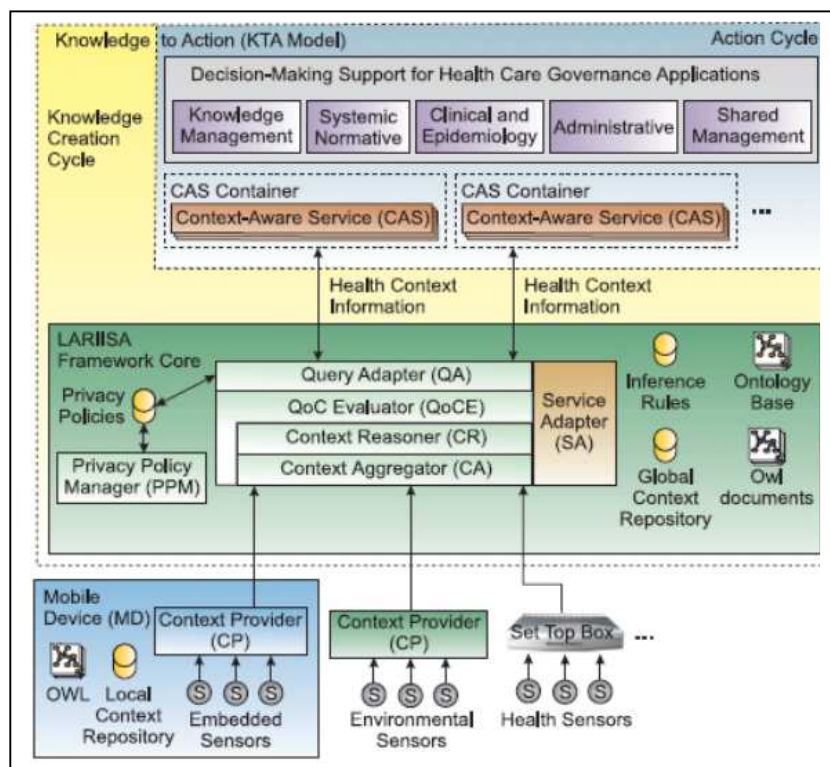 Knowledge to Action (KTA Model)
Action Cycle
Decision-Making Support for Health Care Governance Applications
Knowledge
Creation
Cycle
Knowledge
Management
Systemic
Normative
Clinical and
Epidemiology
Administrative
Shared
Management
CAS Container
Context-Aware Service (CAS)
CAS Container
Context-Aware Service (CAS)
...
Health Context
Information
Health Context
Information
LARIISA
Framework Core
Privacy
Policies
Privacy Policy
Manager (PPM)
Query Adapter (QA)
QoC Evaluator (QoCE)
Context Reasoner (CR)
Context Aggregator (CA)
Service
Adapter
(SA)
Inference
Rules
Ontology
Base
Global
Context
Repository
Owl
documents
Mobile
Device (MD)
Context Provider
(CP)
OWL
Local
Context
Repository
S S S
Embedded
Sensors
Context Provider
(CP)
S S S
Environmental
Sensors
Set Top Box
...
S S S
Health Sensors